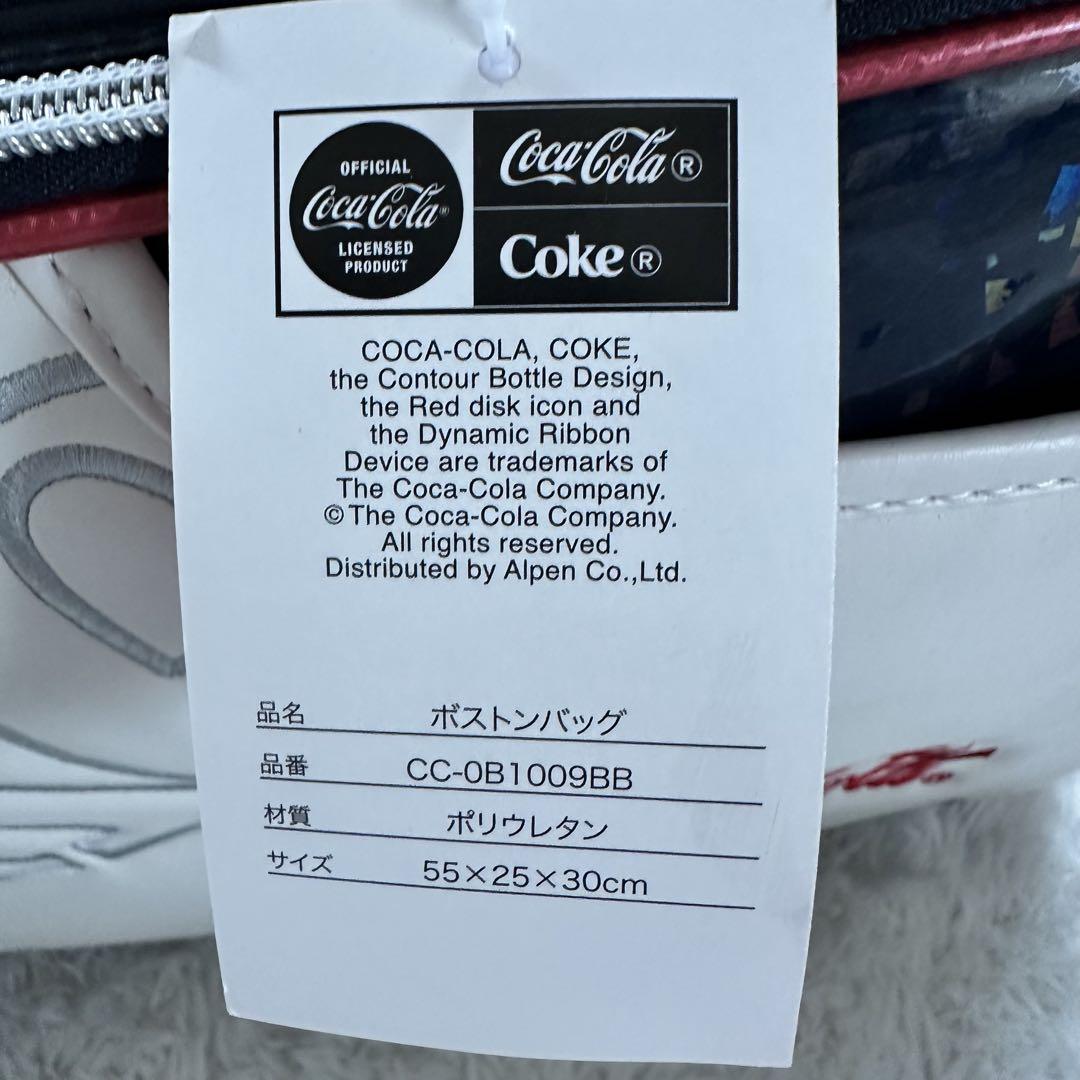 OFFICIAL
Coca-Cola®
LICENSED
PRODUCT
Coca-Cola®
Coke®
COCA-COLA, COKE,
the Contour Bottle Design,
the Red disk icon and
the Dynamic Ribbon
Device are trademarks of
The Coca-Cola Company.
© The Coca-Cola Company.
All rights reserved.
Distributed by Alpen Co.,Ltd.
品名 ボストンバッグ
品番 CC-0B1009BB
材質 ポリウレタン
サイズ 55×25×30cm